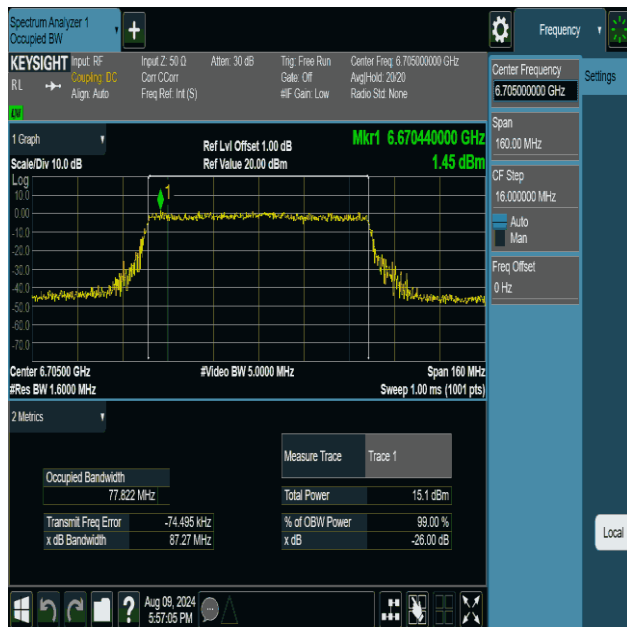 Spectrum Analyzer 1
Occupied BW
Frequency
KEYSIGHT
RL
Input: RF
Coupling: DC
Align: Auto
Input Z: 50 Ω
Corr CCorr
Freq Ref: Int (S)
Atten: 30 dB
Trig: Free Run
Gate: Off
#IF Gain: Low
Center Freq: 6.705000000 GHz
Avg|Hold: 20/20
Radio Std: None
Center Frequency
6.705000000 GHz
Settings
Span
160.00 MHz
CF Step
16.000000 MHz
Auto
Man
Freq Offset
0 Hz
Local
1 Graph
Scale/Div 10.0 dB
Ref Lvl Offset 1.00 dB
Ref Value 20.00 dBm
Mkr1 6.670440000 GHz
1.45 dBm
Log
10.0
0.00
-10.0
-20.0
-30.0
-40.0
-50.0
-60.0
-70.0
1
Center 6.70500 GHz
#Res BW 1.6000 MHz
#Video BW 5.0000 MHz
Span 160 MHz
Sweep 1.00 ms (1001 pts)
2 Metrics
Measure Trace
Trace 1
Occupied Bandwidth
77.822 MHz
Total Power
15.1 dBm
Transmit Freq Error
-74.495 kHz
% of OBW Power
99.00 %
x dB Bandwidth
87.27 MHz
x dB
-26.00 dB
?
Aug 09, 2024
5:57:05 PM